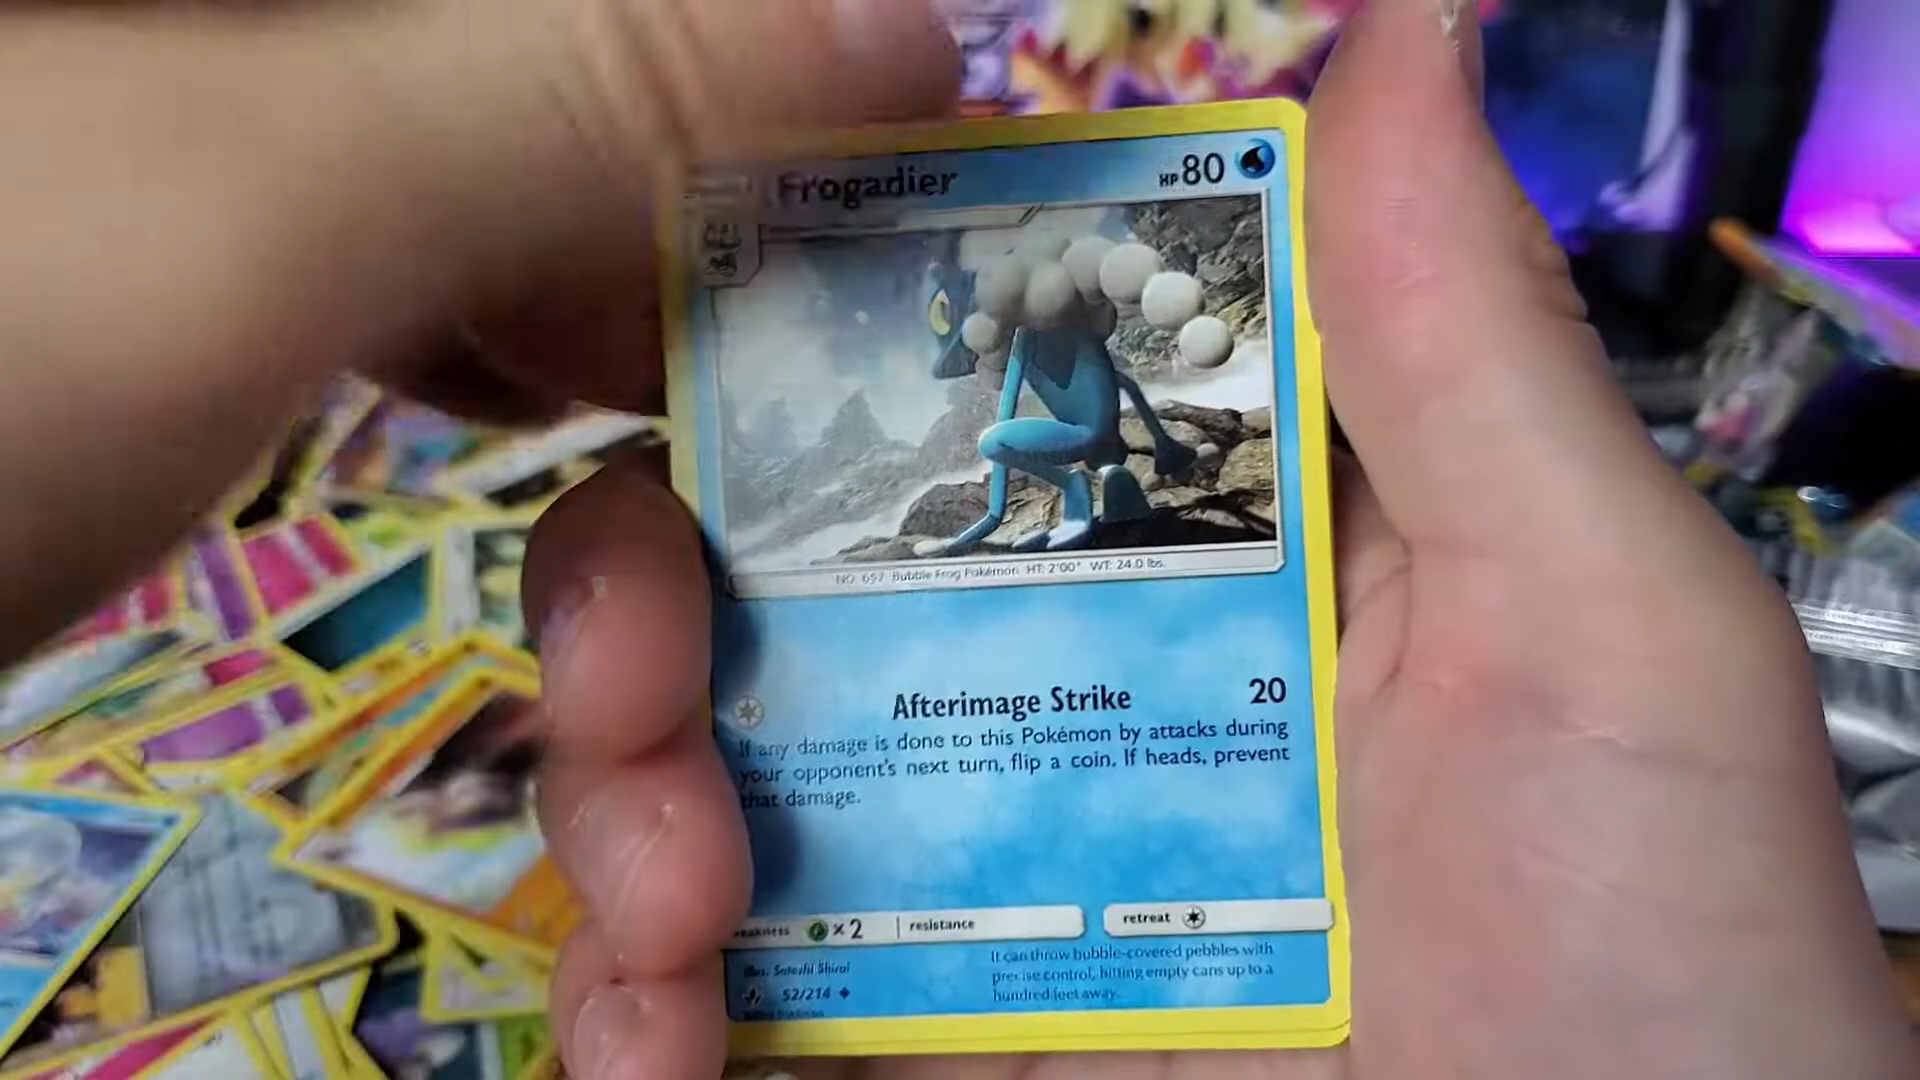 Frogadier
HP 80
NO. 657 Bubble Frog Pokémon HT: 2'00" WT: 24.0 lbs.
Afterimage Strike 20
If any damage is done to this Pokémon by attacks during
your opponent's next turn, flip a coin. If heads, prevent
that damage.
weakness ×2 resistance
retreat
It can throw bubble-covered pebbles with
precise control, hitting empty cans up to a
hundred feet away.
Illus. Satoshi Shirai
52/214